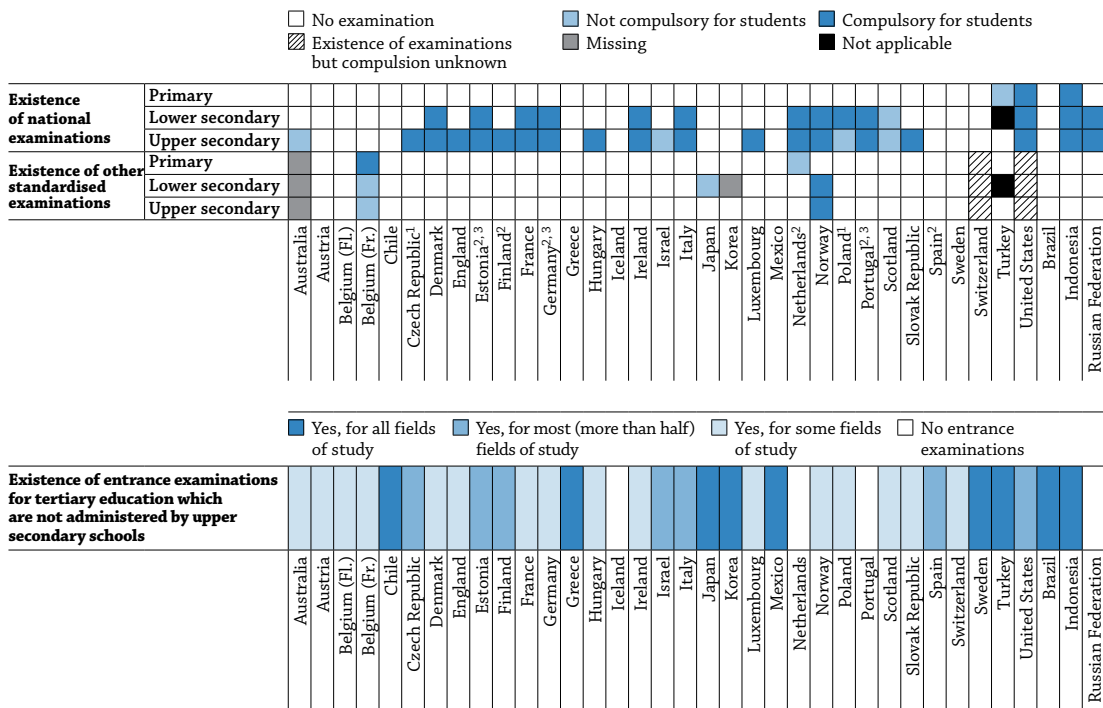 No examination
Not compulsory for students
Compulsory for students
Existence of examinations
but compulsion unknown
Missing
Not applicable
Existence
of national
examinations
Primary
Lower secondary
Upper secondary
Existence of other
standardised
examinations
Primary
Lower secondary
Upper secondary
Australia
Austria
Belgium (Fl.)
Belgium (Fr.)
Chile
Czech Republic1
Denmark
England
Estonia2, 3
Finland2
France
Germany2, 3
Greece
Hungary
Iceland
Ireland
Israel
Italy
Japan
Korea
Luxembourg
Mexico
Netherlands2
Norway
Poland1
Portugal2, 3
Scotland
Slovak Republic
Spain2
Sweden
Switzerland
Turkey
United States
Brazil
Indonesia
Russian Federation
Yes, for all fields
of study
Yes, for most (more than half)
fields of study
Yes, for some fields
of study
No entrance
examinations
Existence of entrance examinations
for tertiary education which
are not administered by upper
secondary schools
Australia
Austria
Belgium (Fl.)
Belgium (Fr.)
Chile
Czech Republic
Denmark
England
Estonia
Finland
France
Germany
Greece
Hungary
Iceland
Ireland
Israel
Italy
Japan
Korea
Luxembourg
Mexico
Netherlands
Norway
Poland
Portugal
Scotland
Slovak Republic
Spain
Switzerland
Sweden
Turkey
United States
Brazil
Indonesia
Russian Federation